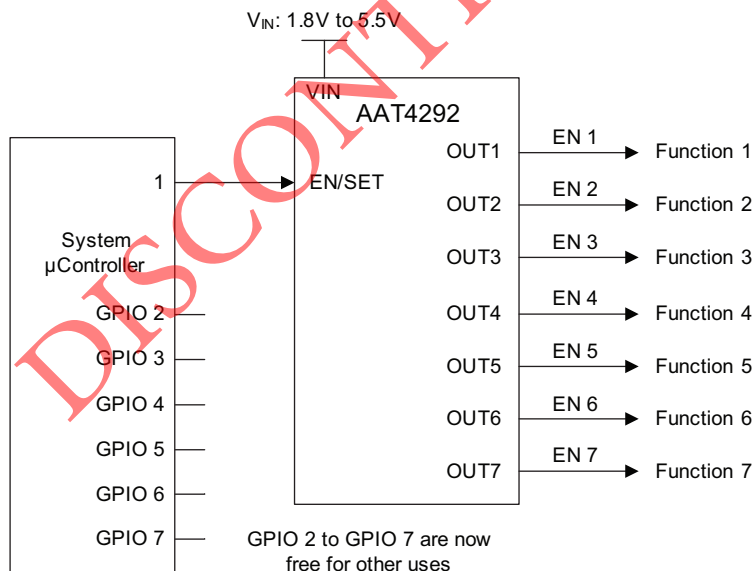 V_IN: 1.8V to 5.5V
VIN
AAT4292
1
EN/SET
System
µController
GPIO 2
GPIO 3
GPIO 4
GPIO 5
GPIO 6
GPIO 7
OUT1
EN 1
Function 1
OUT2
EN 2
Function 2
OUT3
EN 3
Function 3
OUT4
EN 4
Function 4
OUT5
EN 5
Function 5
OUT6
EN 6
Function 6
OUT7
EN 7
Function 7
GPIO 2 to GPIO 7 are now
free for other uses
DISCONTI